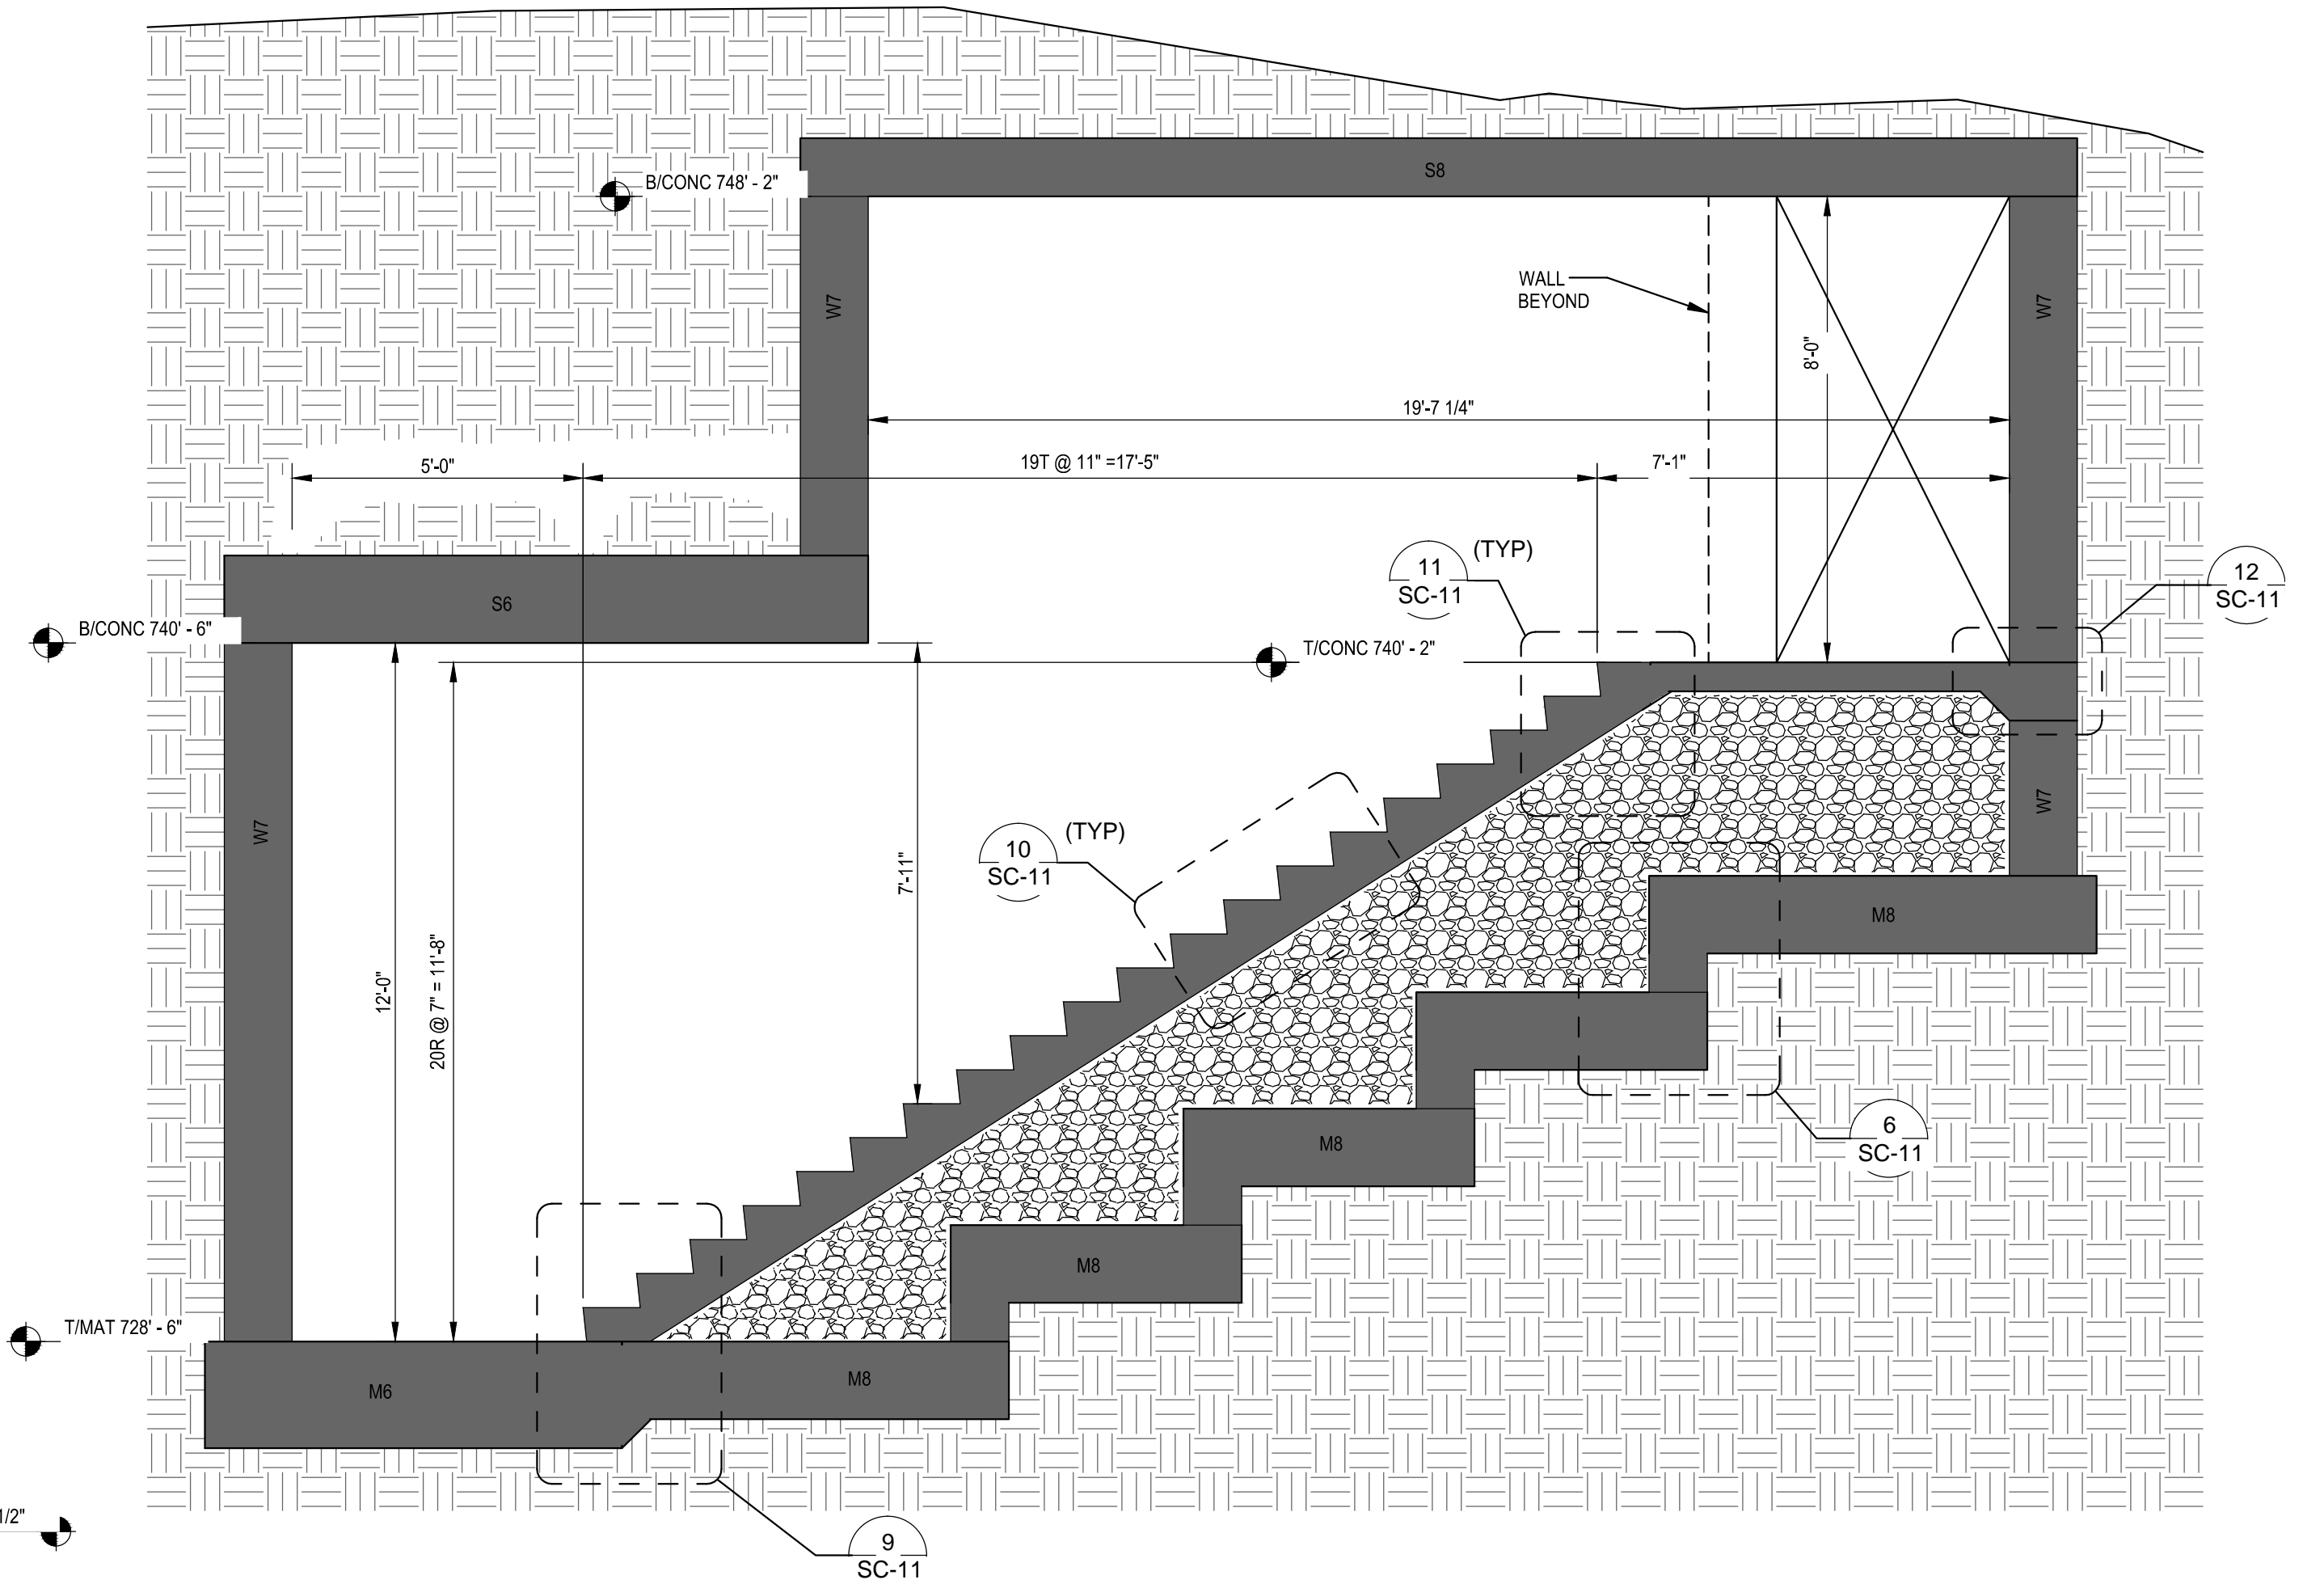 S8
B/CONC 748' - 2"
W7
WALL
BEYOND
W7
8'-0"
19'-7 1/4"
5'-0"
19T @ 11" =17'-5"
7'-1"
11
SC-11
(TYP)
12
SC-11
S6
B/CONC 740' - 6"
T/CONC 740' - 2"
W7
10
SC-11
(TYP)
7'-11"
W7
12'-0"
20R @ 7" = 11'-8"
M8
6
SC-11
M8
M8
T/MAT 728' - 6"
M6
M8
1/2"
9
SC-11